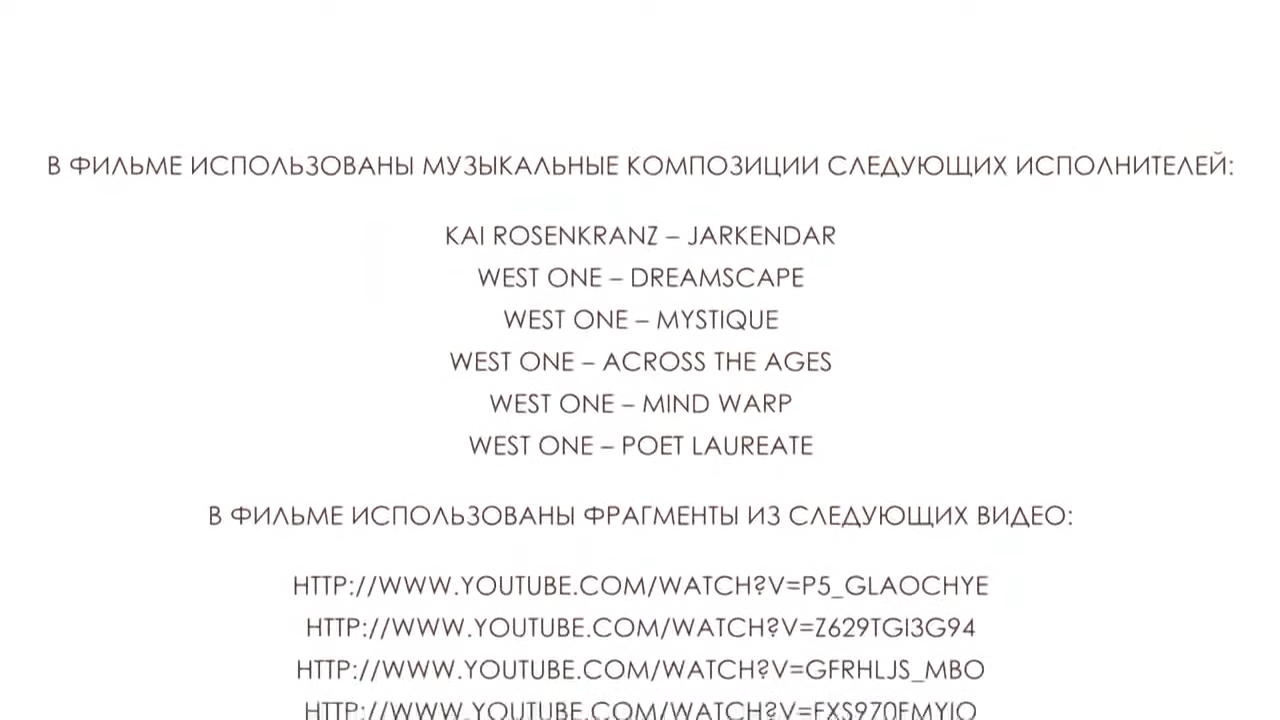 В ФИЛЬМЕ ИСПОЛЬЗОВАНЫ МУЗЫКАЛЬНЫЕ КОМПОЗИЦИИ СЛЕДУЮЩИХ ИСПОЛНИТЕЛЕЙ:
KAI ROSENKRANZ – JARKENDAR
WEST ONE – DREAMSCAPE
WEST ONE – MYSTIQUE
WEST ONE – ACROSS THE AGES
WEST ONE – MIND WARP
WEST ONE – POET LAUREATE
В ФИЛЬМЕ ИСПОЛЬЗОВАНЫ ФРАГМЕНТЫ ИЗ СЛЕДУЮЩИХ ВИДЕО:
HTTP://WWW.YOUTUBE.COM/WATCH?V=P5_GLAOCHYE
HTTP://WWW.YOUTUBE.COM/WATCH?V=Z629TGI3G94
HTTP://WWW.YOUTUBE.COM/WATCH?V=GFRHLJS_MBO